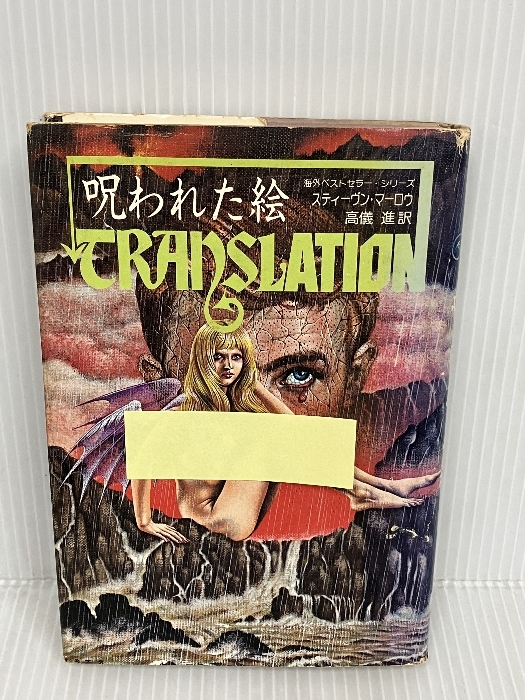 海外ベストセラー・シリーズ
呪われた絵
スティーヴン・マーロウ
高儀 進訳
TRANSLATION